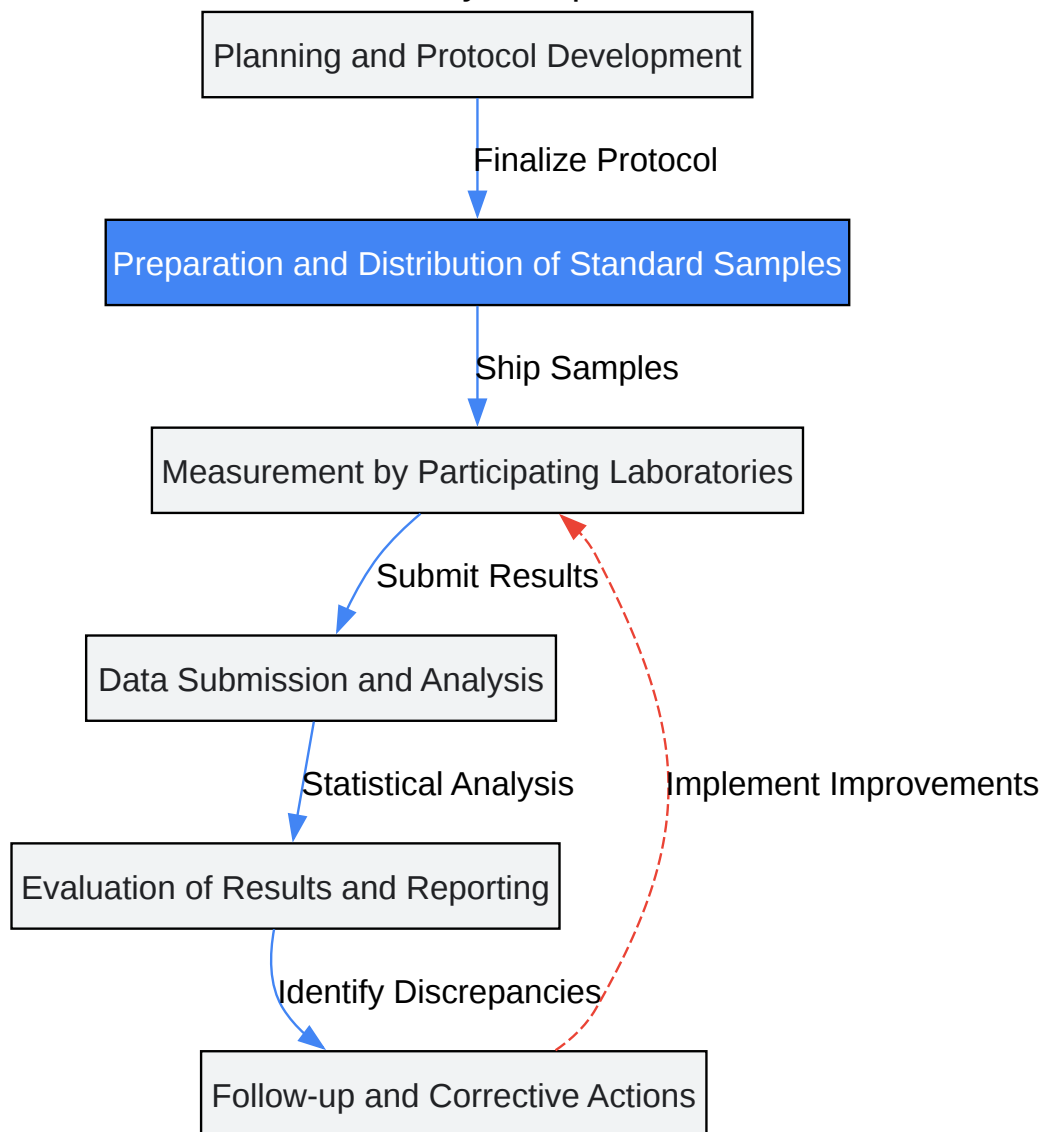 Planning and Protocol Development
Finalize Protocol
Preparation and Distribution of Standard Samples
Ship Samples
Measurement by Participating Laboratories
Submit Results
Data Submission and Analysis
Statistical Analysis
Implement Improvements
Evaluation of Results and Reporting
Identify Discrepancies
Follow-up and Corrective Actions